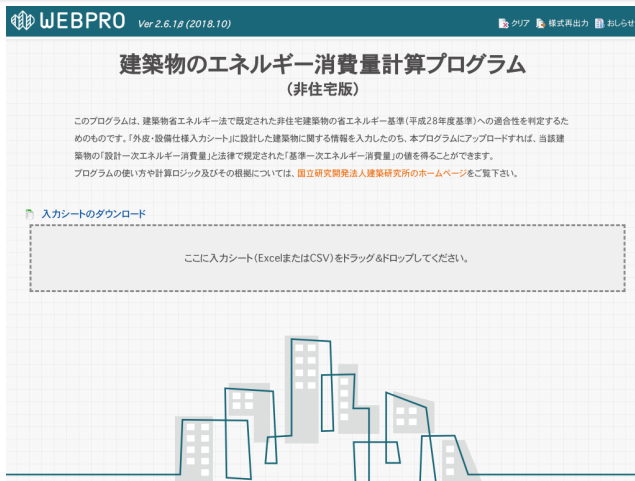 WEBPRO Ver 2.6.1β (2018.10) クリア 様式再出力 おしらせ
建築物のエネルギー消費量計算プログラム
(非住宅版)
このプログラムは、建築物省エネルギー法で既定された非住宅建築物の省エネルギー基準(平成28年度基準)への適合性を判定するた
めのものです。「外皮・設備仕様入力シート」に設計した建築物に関する情報を入力したのち、本プログラムにアップロードすれば、当該建
築物の「設計一次エネルギー消費量」と法律で規定された「基準一次エネルギー消費量」の値を得ることができます。
プログラムの使い方や計算ロジック及びその根拠については、国立研究開発法人建築研究所のホームページをご覧下さい。
入力シートのダウンロード
ここに入力シート(ExcelまたはCSV)をドラッグ&ドロップしてください。